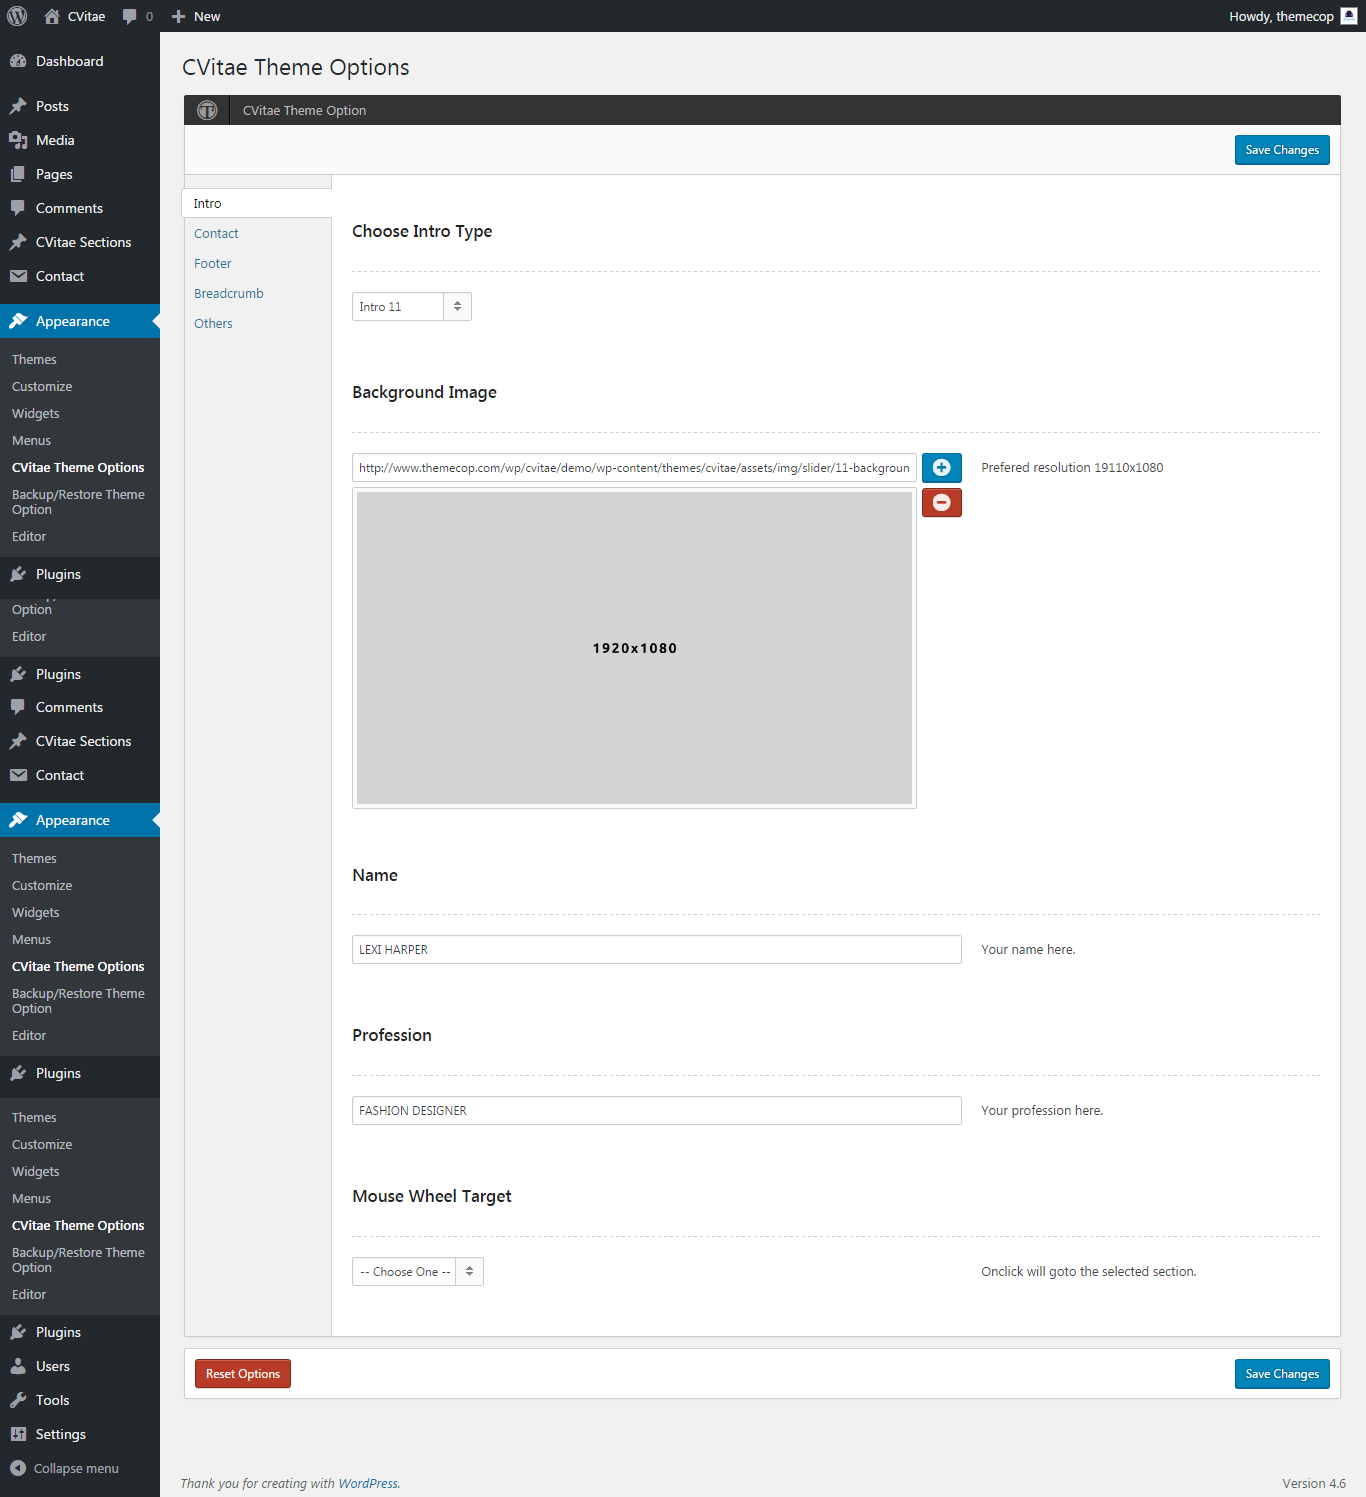 CVitae 0 New Howdy, themecop
Dashboard
Posts
Media
Pages
Comments
CVitae Sections
Contact
Appearance
Themes
Customize
Widgets
Menus
CVitae Theme Options
Backup/Restore Theme
Option
Editor
Plugins
Option
Editor
Plugins
Comments
CVitae Sections
Contact
Appearance
Themes
Customize
Widgets
Menus
CVitae Theme Options
Backup/Restore Theme
Option
Editor
Plugins
Themes
Customize
Widgets
Menus
CVitae Theme Options
Backup/Restore Theme
Option
Editor
Plugins
Users
Tools
Settings
Collapse menu
CVitae Theme Options
CVitae Theme Option
Save Changes
Intro
Contact
Footer
Breadcrumb
Others
Choose Intro Type
Intro 11
Background Image
http://www.themecop.com/wp/cvitae/demo/wp-content/themes/cvitae/assets/img/slider/11-backgroun
Prefered resolution 19110x1080
1920x1080
Name
LEXI HARPER
Your name here.
Profession
FASHION DESIGNER
Your profession here.
Mouse Wheel Target
-- Choose One --
Onclick will goto the selected section.
Reset Options
Save Changes
Thank you for creating with WordPress.
Version 4.6